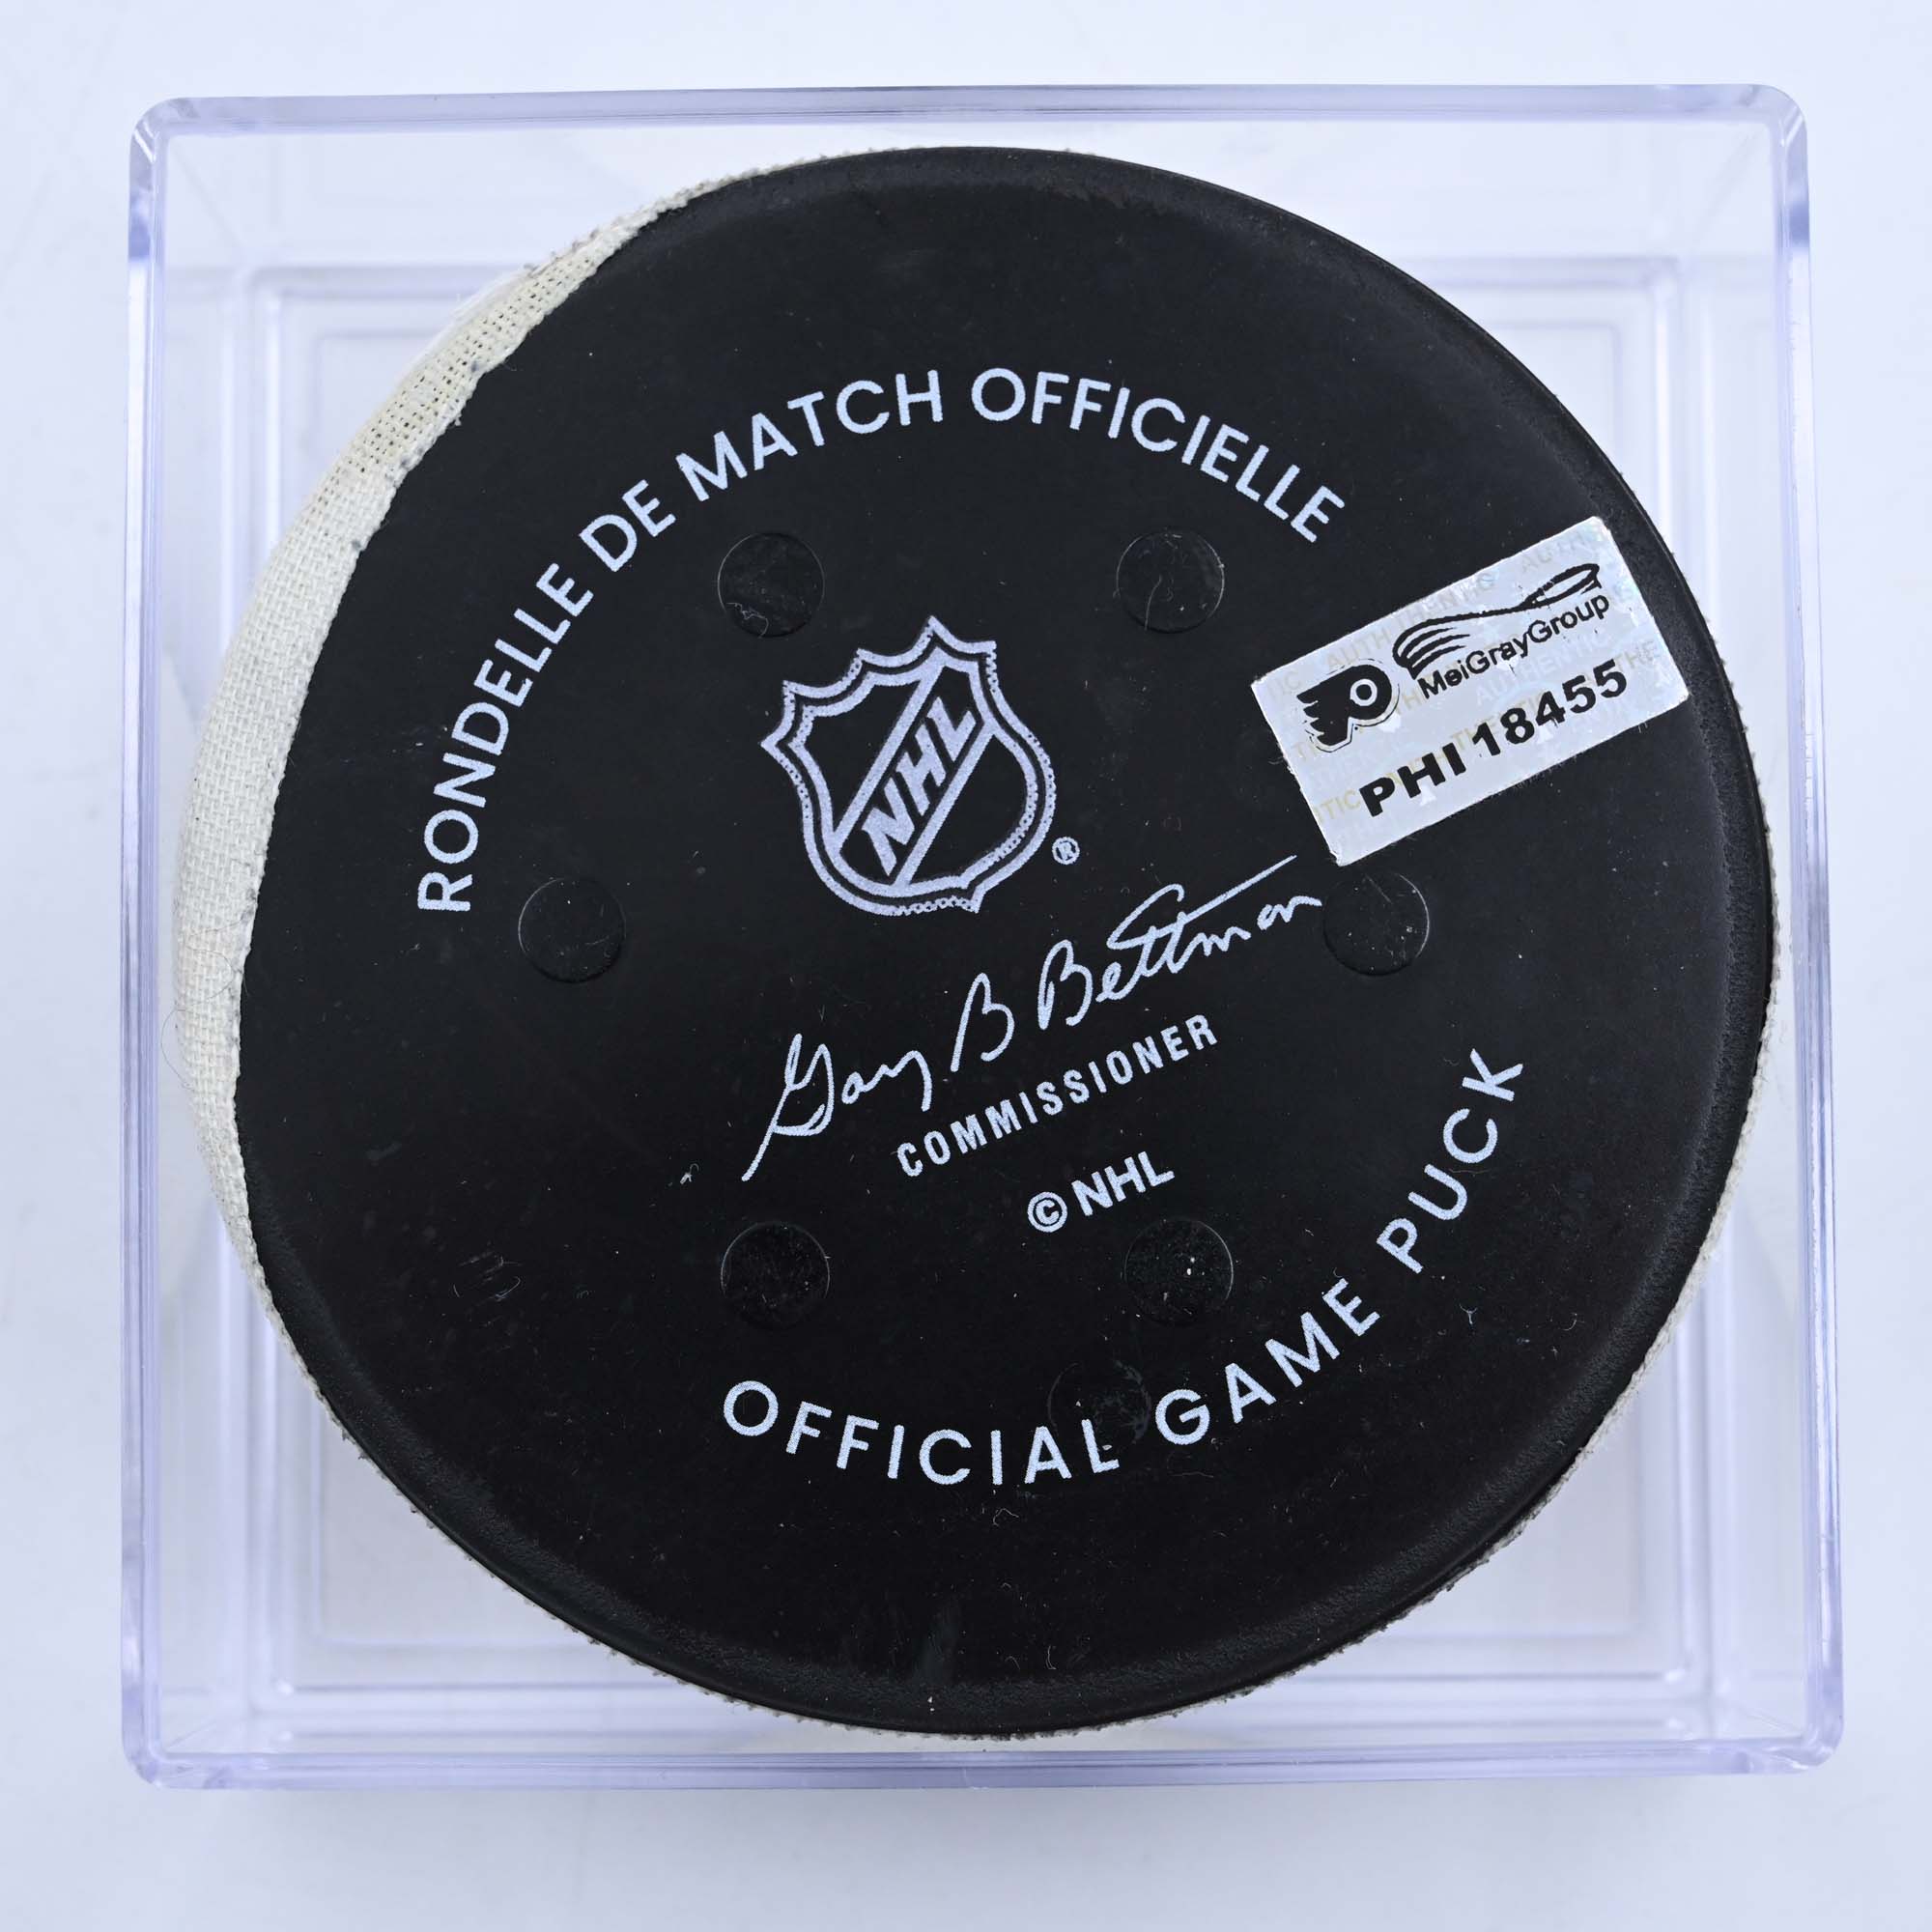 RONDELLE DE MATCH OFFICIELLE
NHL
®
MeiGrayGroup
PHI18455
Gary B Bettman
COMMISSIONER
©NHL
OFFICIAL GAME PUCK